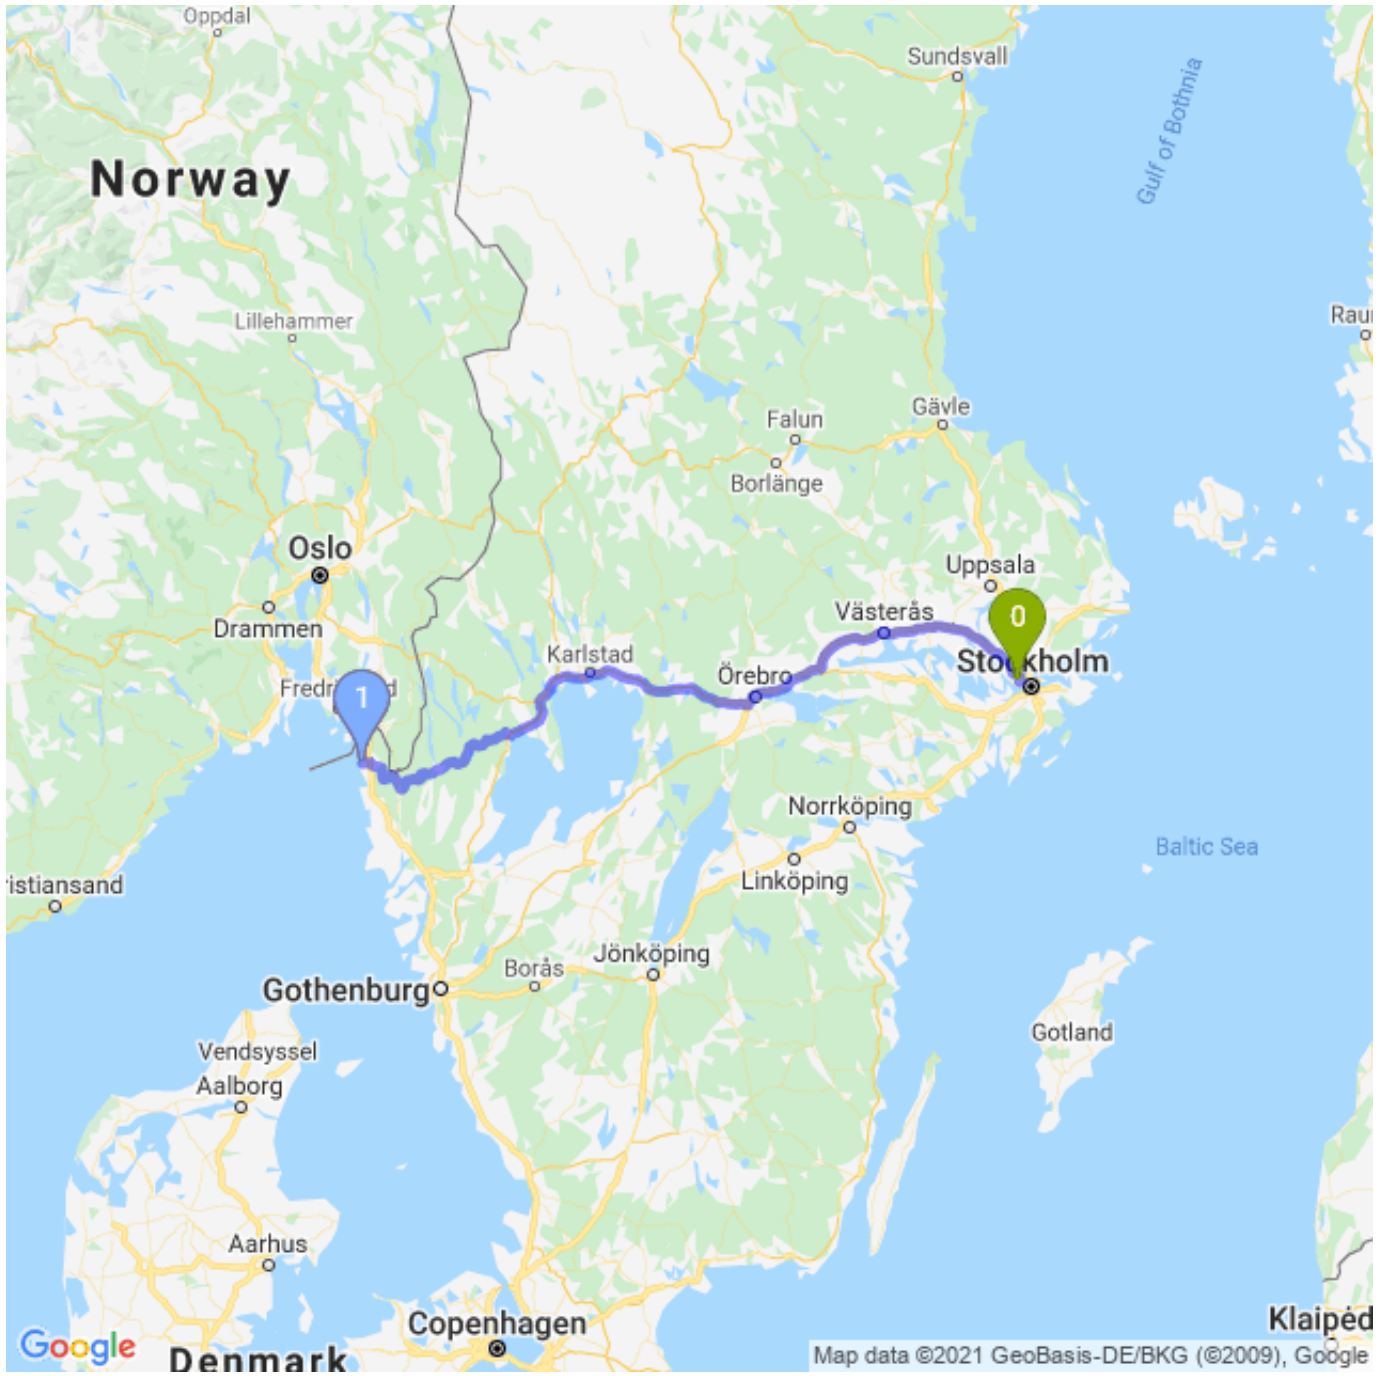 Oppdal
Sundsvall
Gulf of Bothnia
Norway
Lillehammer
Rau
Falun
Gävle
Borlänge
Oslo
Uppsala
Drammen
Västerås
0
Karlstad
Stockholm
Örebro
1
Norrköping
Baltic Sea
Linköping
ristiansand
Jönköping
Borås
Gothenburg
Gotland
Vendsyssel
Aalborg
Aarhus
Copenhagen
Klaipėd
Google
Denmark
Map data ©2021 GeoBasis-DE/BKG (©2009), Google